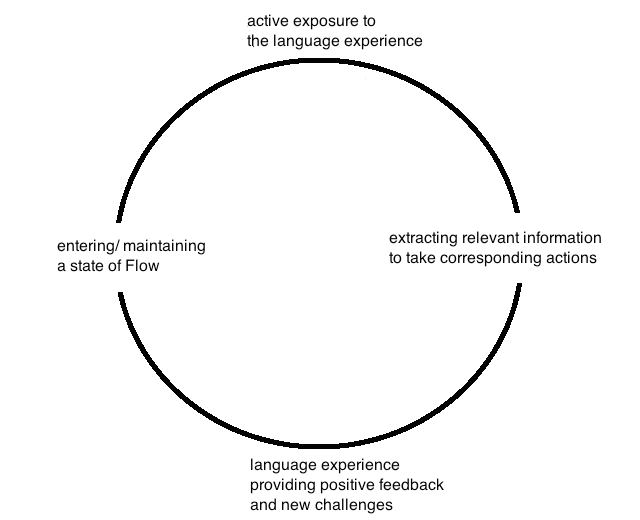 active exposure to
the language experience
extracting relevant information
to take corresponding actions
entering/ maintaining
a state of Flow
language experience
providing positive feedback
and new challenges